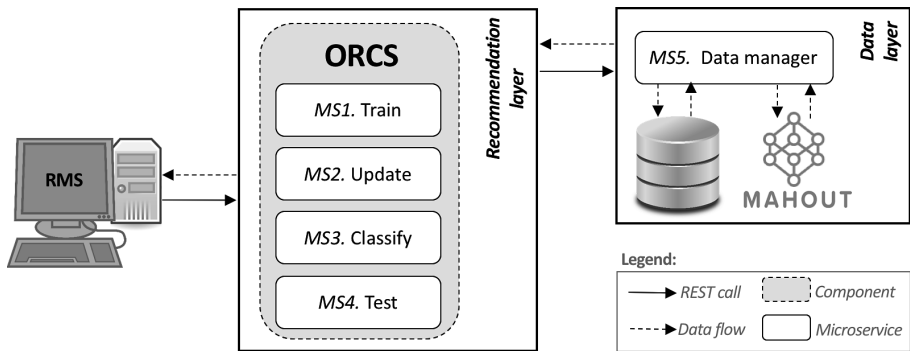 RMS
ORCS
MS1. Train
MS2. Update
MS3. Classify
MS4. Test
Recommendation
layer
MS5. Data manager
Data
layer
MAHOUT
Legend:
REST call
Component
Data flow
Microservice